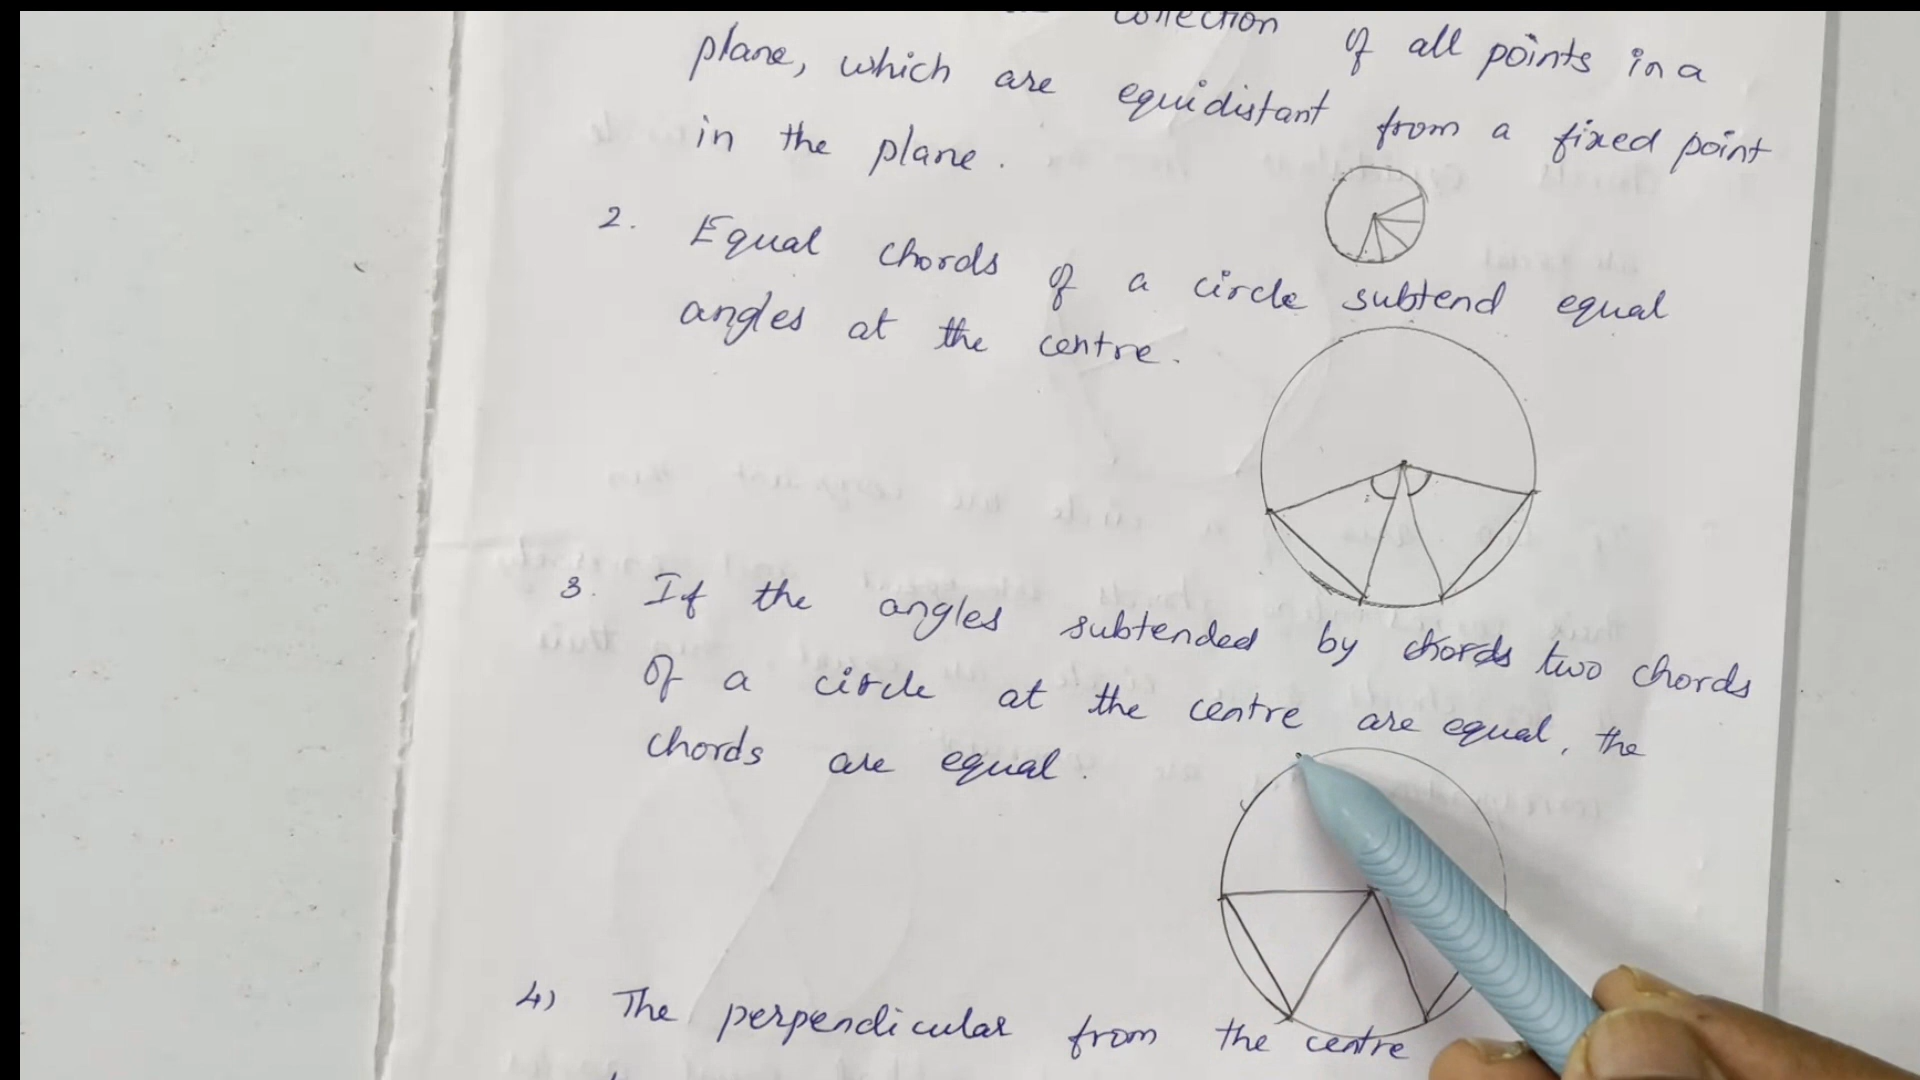 collection of all points in a
plane, which are equidistant from a fixed point
in the plane.
2. Equal chords of a circle subtend equal
angles at the centre.
3. If the angles subtended by chords two chords
of a circle at the centre are equal, the
chords are equal.
4) The perpendicular from the centre